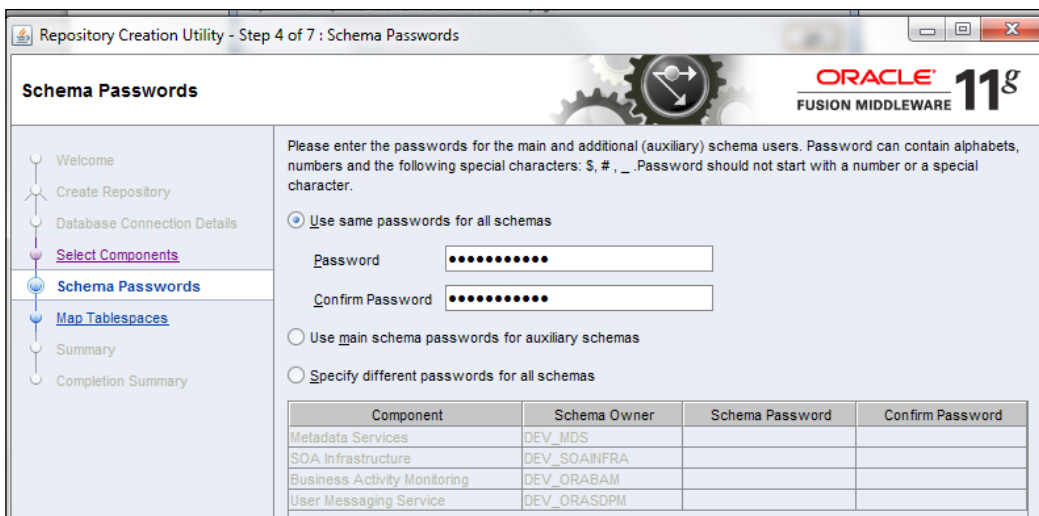 Repository Creation Utility - Step 4 of 7 : Schema Passwords
Schema Passwords
ORACLE
FUSION MIDDLEWARE 11g
Welcome
Create Repository
Database Connection Details
Select Components
Schema Passwords
Map Tablespaces
Summary
Completion Summary
Please enter the passwords for the main and additional (auxiliary) schema users. Password can contain alphabets,
numbers and the following special characters: $, # , _ .Password should not start with a number or a special
character.
Use same passwords for all schemas
Password
Confirm Password
Use main schema passwords for auxiliary schemas
Specify different passwords for all schemas
Component Schema Owner Schema Password Confirm Password
Metadata Services DEV_MDS
SOA Infrastructure DEV_SOAINFRA
Business Activity Monitoring DEV_ORABAM
User Messaging Service DEV_ORASDPM